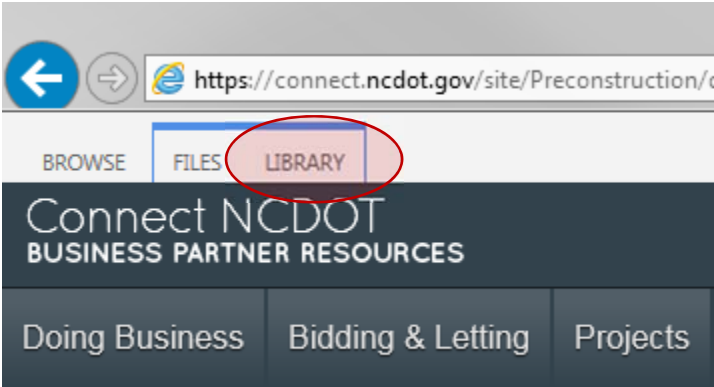 https://connect.ncdot.gov/site/Preconstruction/
BROWSE FILES LIBRARY
Connect NCDOT
BUSINESS PARTNER RESOURCES
Doing Business Bidding & Letting Projects